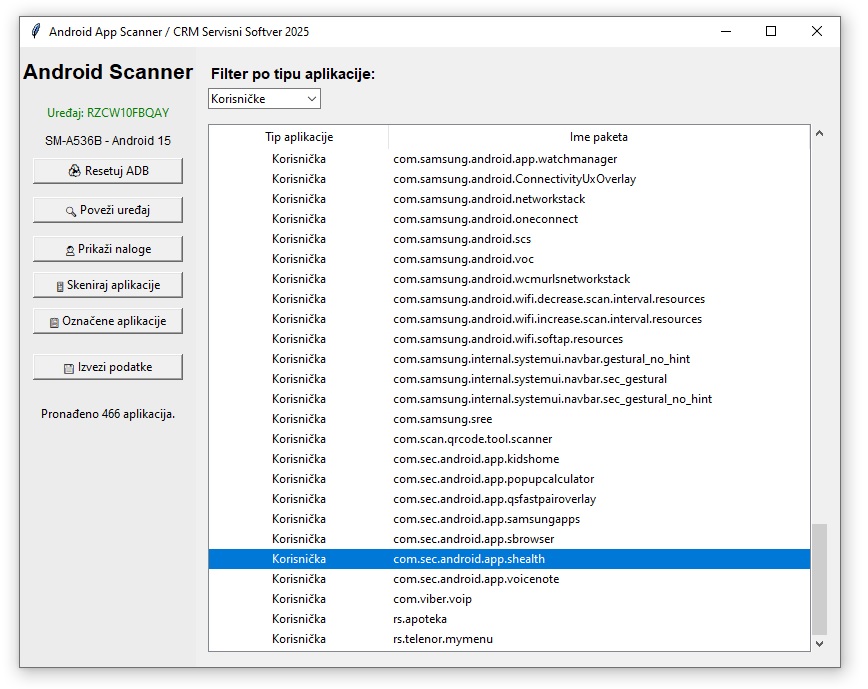 Android App Scanner / CRM Servisni Softver 2025
Android Scanner
Uređaj: RZCW10FBQAY
SM-A536B - Android 15
Resetuj ADB
Poveži uređaj
Prikaži naloge
Skeniraj aplikacije
Označene aplikacije
Izvezi podatke
Pronađeno 466 aplikacija.
Filter po tipu aplikacije:
Korisničke
Tip aplikacije Ime paketa
Korisnička com.samsung.android.app.watchmanager
Korisnička com.samsung.android.ConnectivityUxOverlay
Korisnička com.samsung.android.networkstack
Korisnička com.samsung.android.oneconnect
Korisnička com.samsung.android.scs
Korisnička com.samsung.android.voc
Korisnička com.samsung.android.wcmurlsnetworkstack
Korisnička com.samsung.android.wifi.decrease.scan.interval.resources
Korisnička com.samsung.android.wifi.increase.scan.interval.resources
Korisnička com.samsung.android.wifi.softap.resources
Korisnička com.samsung.internal.systemui.navbar.gestural_no_hint
Korisnička com.samsung.internal.systemui.navbar.sec_gestural
Korisnička com.samsung.internal.systemui.navbar.sec_gestural_no_hint
Korisnička com.samsung.sree
Korisnička com.scan.qrcode.tool.scanner
Korisnička com.sec.android.app.kidshome
Korisnička com.sec.android.app.popupcalculator
Korisnička com.sec.android.app.qsfastpairoverlay
Korisnička com.sec.android.app.samsungapps
Korisnička com.sec.android.app.sbrowser
Korisnička com.sec.android.app.shealth
Korisnička com.sec.android.app.voicenote
Korisnička com.viber.voip
Korisnička rs.apoteka
Korisnička rs.telenor.mymenu